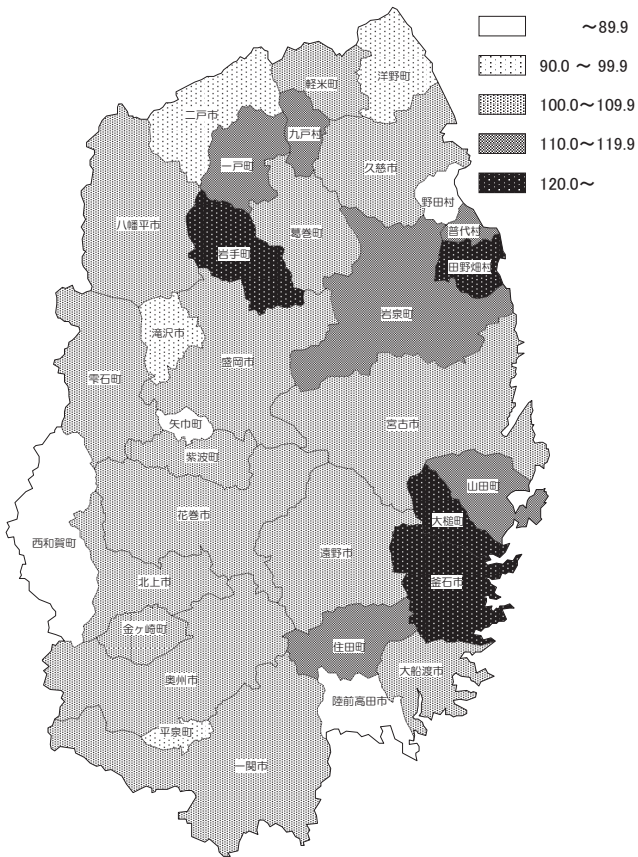 ～89.9
90.0 ～ 99.9
100.0～109.9
110.0～119.9
120.0～
洋野町
軽米町
二戸市
九戸村
一戸町
久慈市
野田村
八幡平市
葛巻町
普代村
岩手町
田野畑村
岩泉町
滝沢市
盛岡市
雫石町
矢巾町
宮古市
紫波町
山田町
花巻市
大槌町
西和賀町
遠野市
北上市
釜石市
金ヶ崎町
住田町
大船渡市
奥州市
陸前高田市
平泉町
一関市